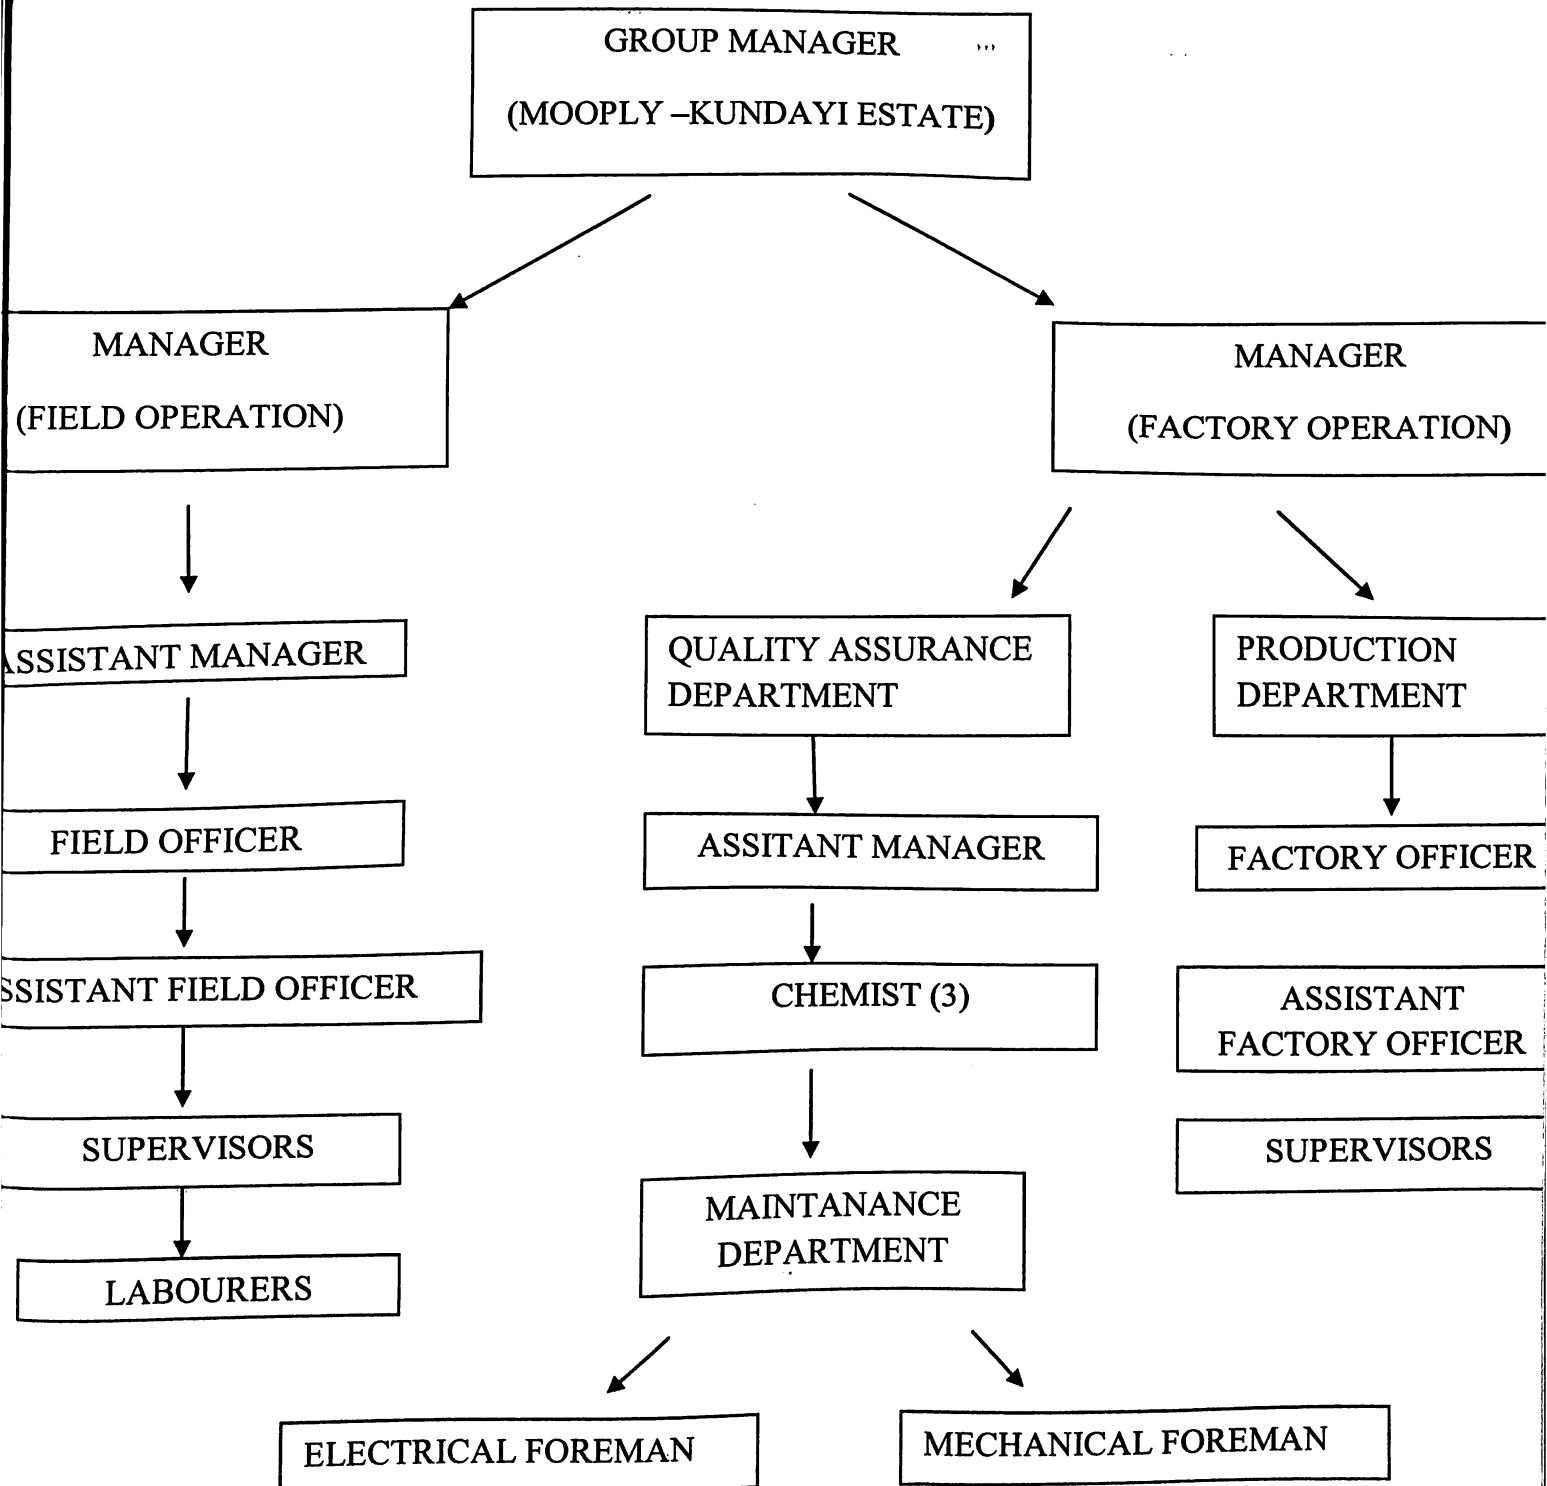 GROUP MANAGER
(MOOPLY –KUNDAYI ESTATE)
MANAGER
(FIELD OPERATION)
MANAGER
(FACTORY OPERATION)
ASSISTANT MANAGER
QUALITY ASSURANCE
DEPARTMENT
PRODUCTION
DEPARTMENT
FIELD OFFICER
ASSITANT MANAGER
FACTORY OFFICER
SSISTANT FIELD OFFICER
CHEMIST (3)
ASSISTANT
FACTORY OFFICER
SUPERVISORS
SUPERVISORS
MAINTANANCE
DEPARTMENT
LABOURERS
ELECTRICAL FOREMAN
MECHANICAL FOREMAN